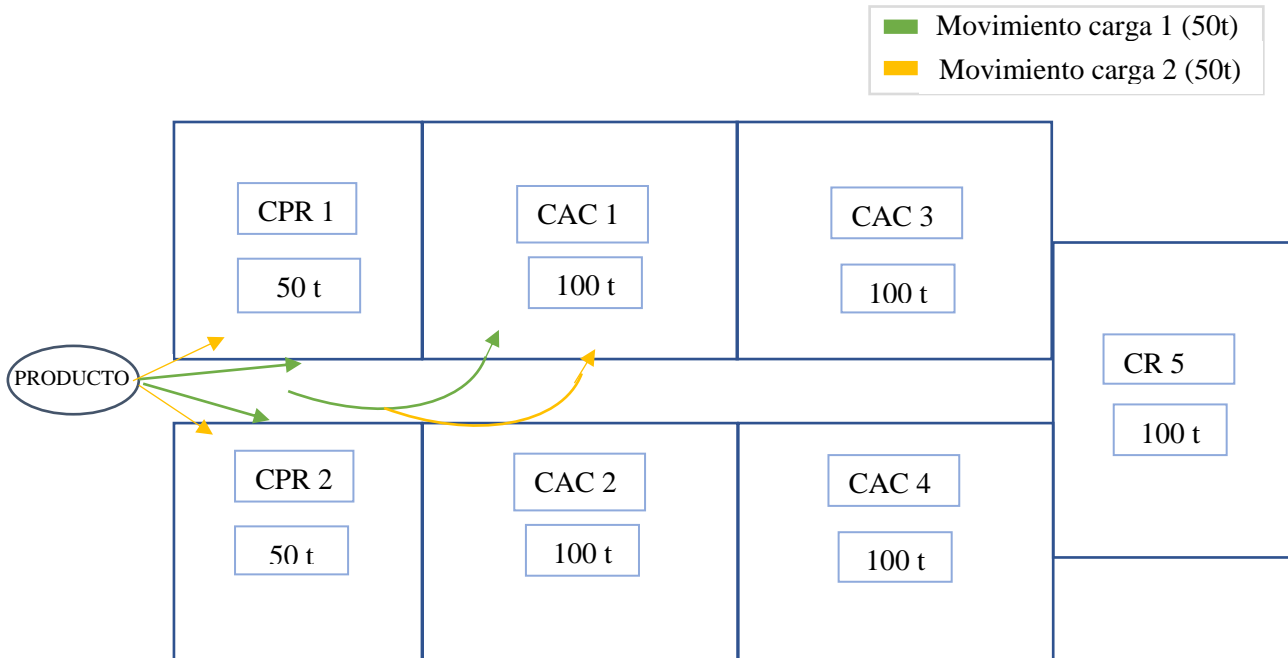 Movimiento carga 1 (50t)
Movimiento carga 2 (50t)
CPR 1
CAC 1
CAC 3
50 t
100 t
100 t
PRODUCTO
CR 5
100 t
CPR 2
CAC 2
CAC 4
50 t
100 t
100 t